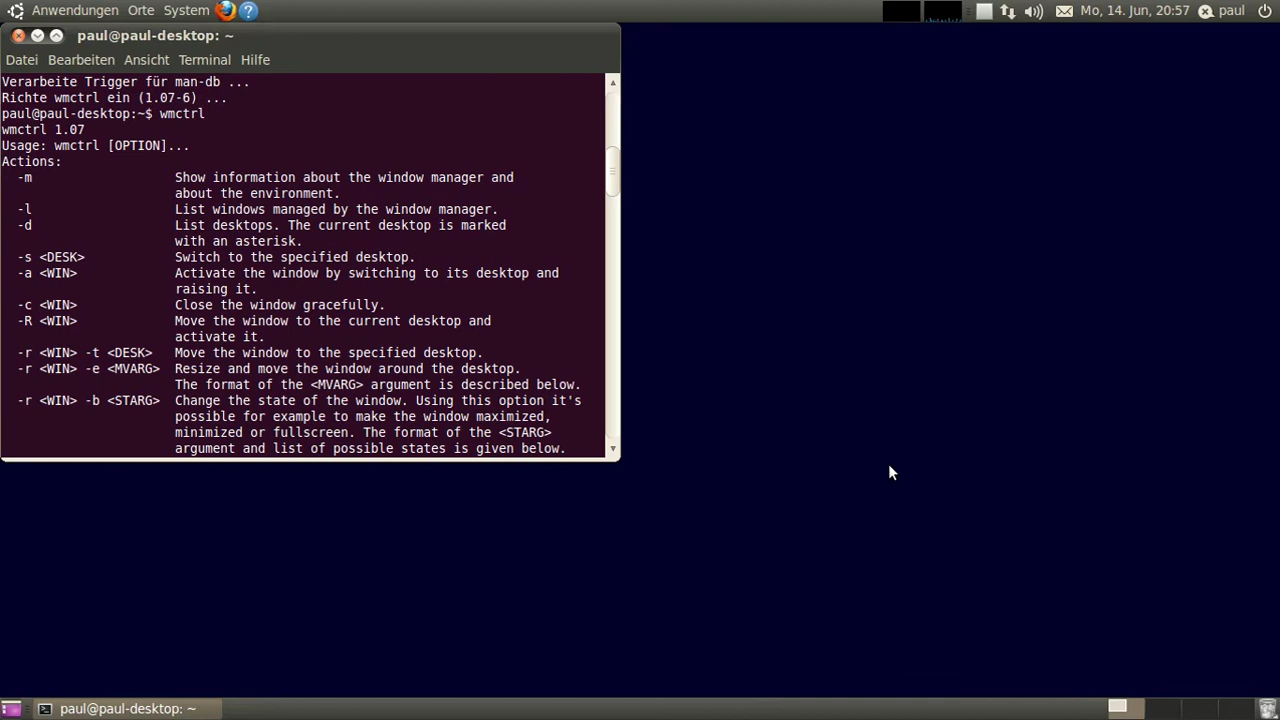 Anwendungen Orte System
Mo, 14. Jun, 20:57 paul
paul@paul-desktop: ~
Datei Bearbeiten Ansicht Terminal Hilfe
Verarbeite Trigger für man-db ...
Richte wmctrl ein (1.07-6) ...
paul@paul-desktop:~$ wmctrl
wmctrl 1.07
Usage: wmctrl [OPTION]...
Actions:
-m Show information about the window manager and
about the environment.
-l List windows managed by the window manager.
-d List desktops. The current desktop is marked
with an asterisk.
-s <DESK> Switch to the specified desktop.
-a <WIN> Activate the window by switching to its desktop and
raising it.
-c <WIN> Close the window gracefully.
-R <WIN> Move the window to the current desktop and
activate it.
-r <WIN> -t <DESK> Move the window to the specified desktop.
-r <WIN> -e <MVARG> Resize and move the window around the desktop.
The format of the <MVARG> argument is described below.
-r <WIN> -b <STARG> Change the state of the window. Using this option it's
possible for example to make the window maximized,
minimized or fullscreen. The format of the <STARG>
argument and list of possible states is given below.
paul@paul-desktop: ~